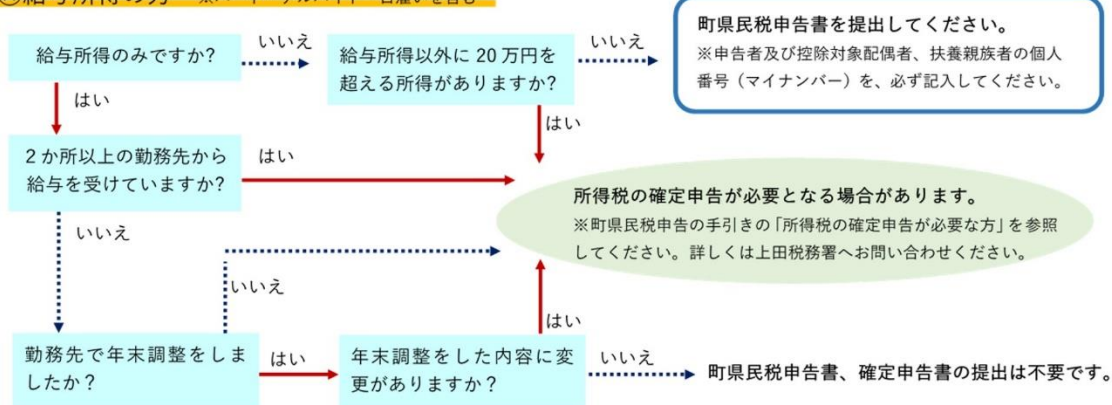 給与所得のみですか?
いいえ
給与所得以外に 20 万円を
超える所得がありますか?
いいえ
町県民税申告書を提出してください。
※申告者及び控除対象配偶者、扶養親族者の個人
番号（マイナンバー）を、必ず記入してください。
はい
はい
2 か所以上の勤務先から
給与を受けていますか?
はい
所得税の確定申告が必要となる場合があります。
※町県民税申告の手引きの「所得税の確定申告が必要な方」を参照
してください。詳しくは上田税務署へお問い合わせください。
いいえ
いいえ
はい
勤務先で年末調整をしま
したか？
はい
年末調整をした内容に変
更がありますか？
いいえ
町県民税申告書、確定申告書の提出は不要です。